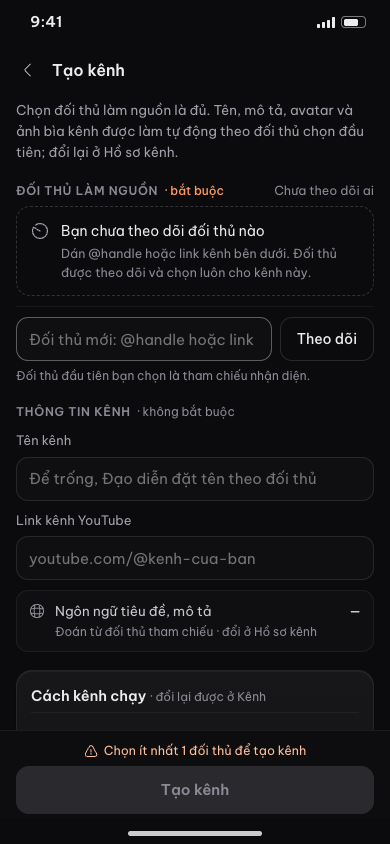 9:41
Tạo kênh
Chọn đối thủ làm nguồn là đủ. Tên, mô tả, avatar và
ảnh bìa kênh được làm tự động theo đối thủ chọn đầu
tiên; đổi lại ở Hồ sơ kênh.
ĐỐI THỦ LÀM NGUỒN · bắt buộc Chưa theo dõi ai
Bạn chưa theo dõi đối thủ nào
Dán @handle hoặc link kênh bên dưới. Đối thủ
được theo dõi và chọn luôn cho kênh này.
Đối thủ mới: @handle hoặc link Theo dõi
Đối thủ đầu tiên bạn chọn là tham chiếu nhận diện.
THÔNG TIN KÊNH · không bắt buộc
Tên kênh
Để trống, Đạo diễn đặt tên theo đối thủ
Link kênh YouTube
youtube.com/@kenh-cua-ban
Ngôn ngữ tiêu đề, mô tả –
Đoán từ đối thủ tham chiếu · đổi ở Hồ sơ kênh
Cách kênh chạy · đổi lại được ở Kênh
Chọn ít nhất 1 đối thủ để tạo kênh
Tạo kênh